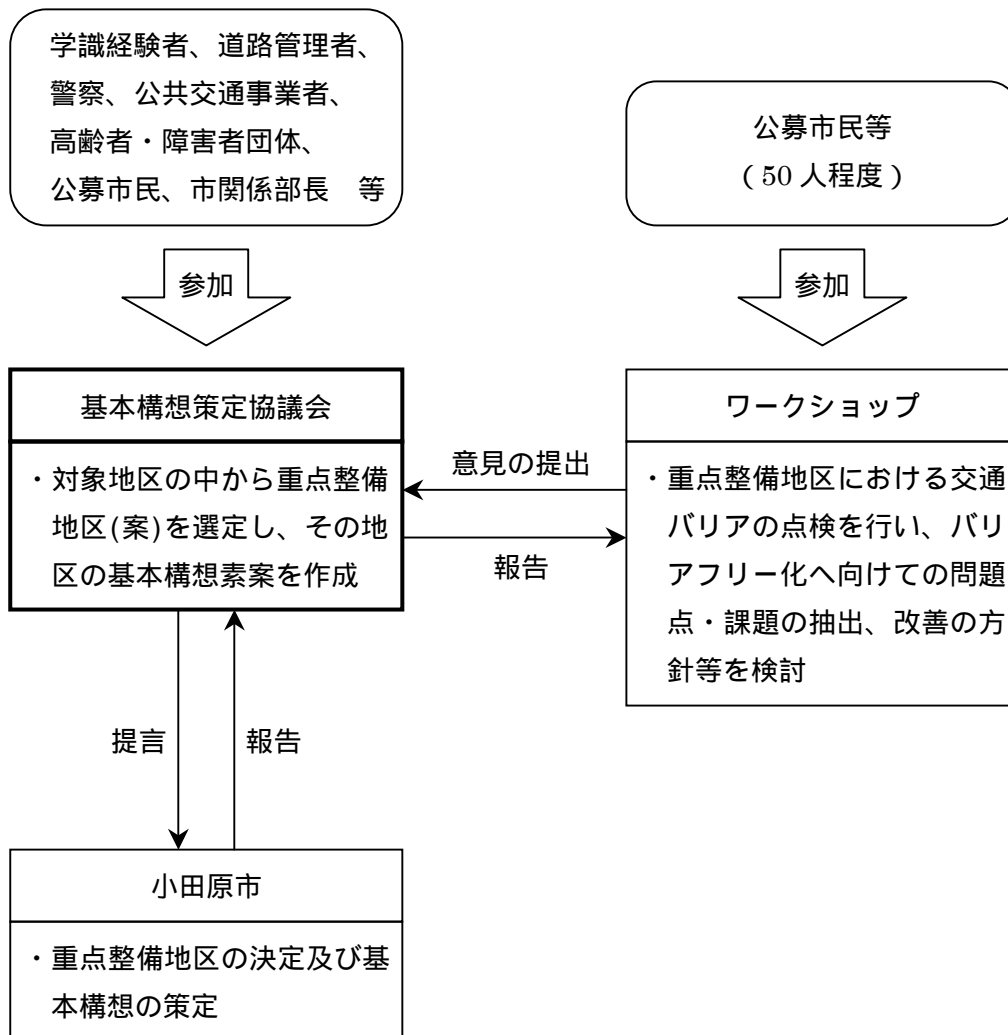 学識経験者、道路管理者、
警察、公共交通事業者、
高齢者・障害者団体、
公募市民、市関係部長　等
公募市民等
( 50 人程度 )
参加
参加
基本構想策定協議会
・対象地区の中から重点整備
地区(案)を選定し、その地
区の基本構想素案を作成
意見の提出
報告
ワークショップ
・重点整備地区における交通
バリアの点検を行い、バリ
アフリー化へ向けての問題
点・課題の抽出、改善の方
針等を検討
提言
報告
小田原市
・重点整備地区の決定及び基
本構想の策定